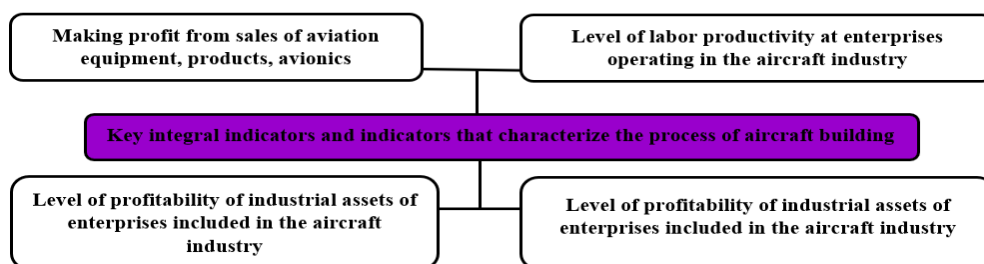 Making profit from sales of aviation
equipment, products, avionics
Level of labor productivity at enterprises
operating in the aircraft industry
Key integral indicators and indicators that characterize the process of aircraft building
Level of profitability of industrial assets of
enterprises included in the aircraft
industry
Level of profitability of industrial assets of
enterprises included in the aircraft industry